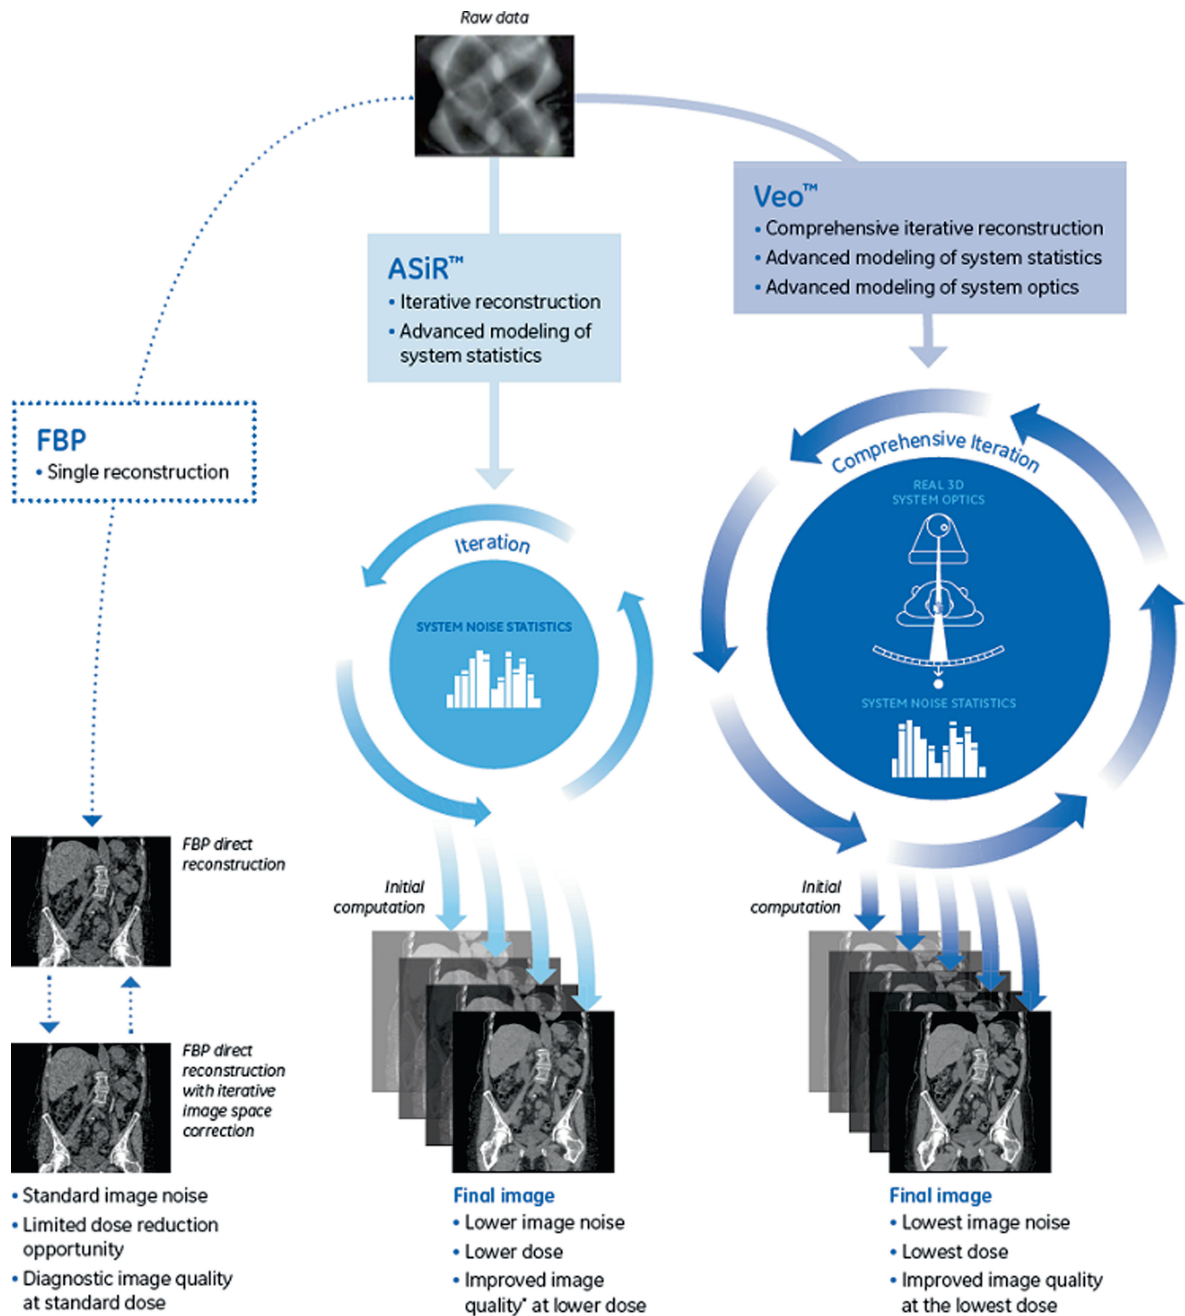 Raw data
Veo™
• Comprehensive iterative reconstruction
• Advanced modeling of system statistics
• Advanced modeling of system optics
ASiR™
• Iterative reconstruction
• Advanced modeling of
system statistics
FBP
• Single reconstruction
Comprehensive Iteration
REAL 3D
SYSTEM OPTICS
SYSTEM NOISE STATISTICS
Iteration
SYSTEM NOISE STATISTICS
FBP direct
reconstruction
FBP direct
reconstruction
with iterative
image space
correction
• Standard image noise
• Limited dose reduction
opportunity
• Diagnostic image quality
at standard dose
Initial
computation
Final image
• Lower image noise
• Lower dose
• Improved image
quality* at lower dose
Initial
computation
Final image
• Lowest image noise
• Lowest dose
• Improved image quality
at the lowest dose